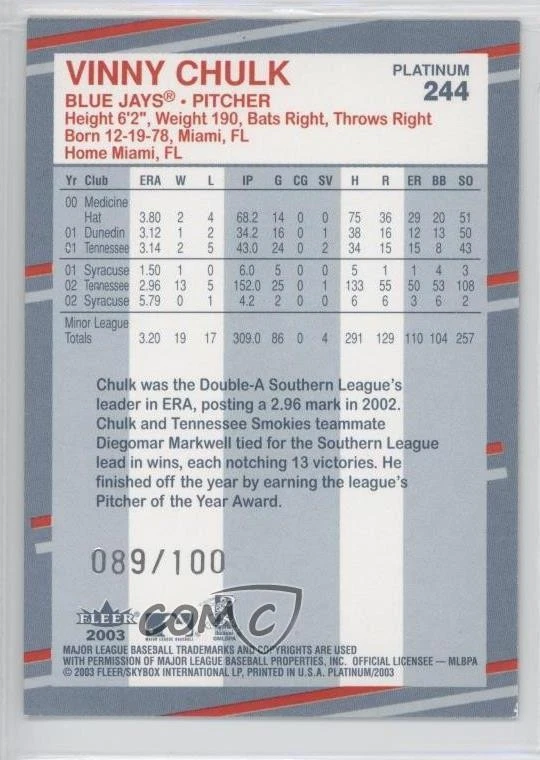 VINNY CHULK
PLATINUM
244
BLUE JAYS® • PITCHER
Height 6'2", Weight 190, Bats Right, Throws Right
Born 12-19-78, Miami, FL
Home Miami, FL
Yr Club ERA W L IP G CG SV H R ER BB SO
00 Medicine
Hat 3.80 2 4 68.2 14 0 0 75 36 29 20 51
01 Dunedin 3.12 1 2 34.2 16 0 1 38 16 12 13 50
01 Tennessee 3.14 2 5 43.0 24 0 2 34 15 15 8 43
01 Syracuse 1.50 1 0 6.0 5 0 0 5 1 1 4 3
02 Tennessee 2.96 13 5 152.0 25 0 1 133 55 50 53 108
02 Syracuse 5.79 0 1 4.2 2 0 0 6 6 3 6 2
Minor League
Totals 3.20 19 17 309.0 86 0 4 291 129 110 104 257
Chulk was the Double-A Southern League's
leader in ERA, posting a 2.96 mark in 2002.
Chulk and Tennessee Smokies teammate
Diegomar Markwell tied for the Southern League
lead in wins, each notching 13 victories. He
finished off the year by earning the league's
Pitcher of the Year Award.
089/100
FLEER
2003
COMC
MAJOR LEAGUE BASEBALL TRADEMARKS AND COPYRIGHTS ARE USED
WITH PERMISSION OF MAJOR LEAGUE BASEBALL PROPERTIES, INC. OFFICIAL LICENSEE — MLBPA
© 2003 FLEER/SKYBOX INTERNATIONAL LP, PRINTED IN U.S.A. PLATINUM/2003